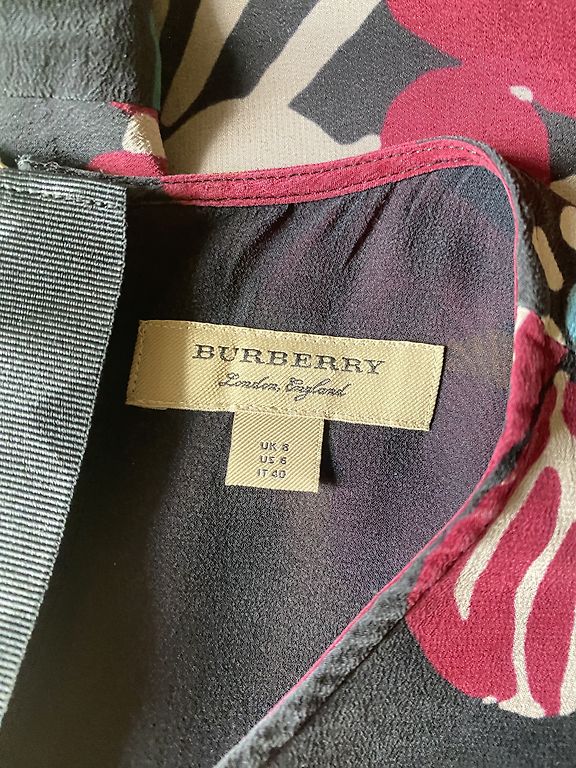 BURBERRY
London, England
UK 8
US 6
IT 40